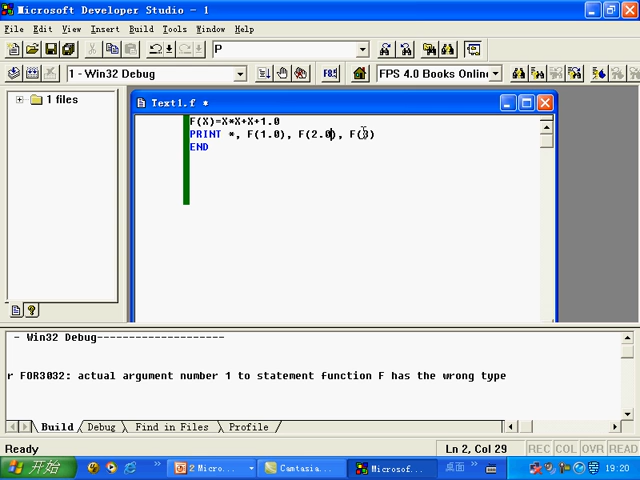 Microsoft Developer Studio - 1
File Edit View Insert Build Tools Window Help
P
1 - Win32 Debug
F8!
FPS 4.0 Books Online
1 files
Text1.f *
F(X)=X*X+X+1.0
PRINT *, F(1.0), F(2.0), F(3)
END
- Win32 Debug--------------------
r FOR3032: actual argument number 1 to statement function F has the wrong type
Build Debug Find in Files Profile
Ready
Ln 2, Col 29
REC COL OVR READ
开始
2 Micro...
Camtasia...
Microsof...
桌面
19:20